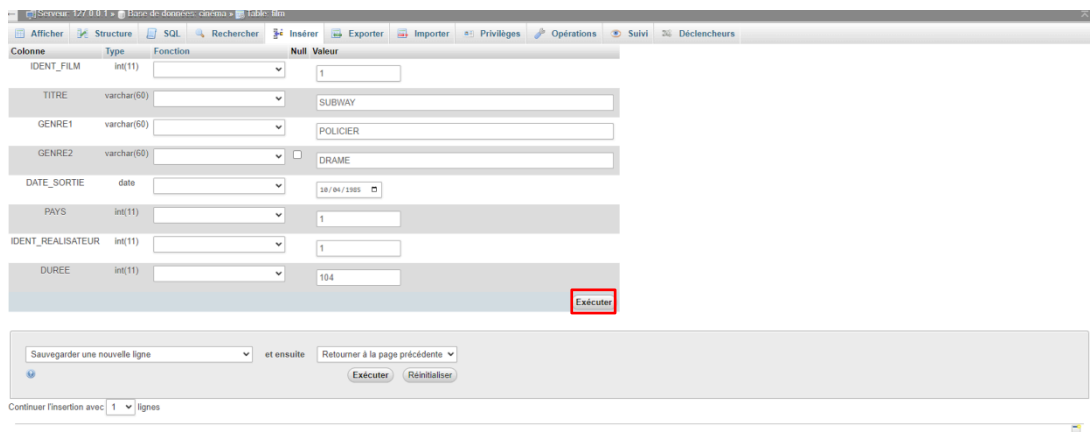 Serveur: 127.0.0.1 » Base de données: cinéma » Table: film
Afficher Structure SQL Rechercher Insérer Exporter Importer Privilèges Opérations Suivi Déclencheurs
Colonne Type Fonction Null Valeur
IDENT_FILM int(11) 1
TITRE varchar(60) SUBWAY
GENRE1 varchar(60) POLICIER
GENRE2 varchar(60) DRAME
DATE_SORTIE date 10/04/1985
PAYS int(11) 1
IDENT_REALISATEUR int(11) 1
DUREE int(11) 104
Exécuter
Sauvegarder une nouvelle ligne et ensuite Retourner à la page précédente
Exécuter Réinitialiser
Continuer l'insertion avec 1 lignes